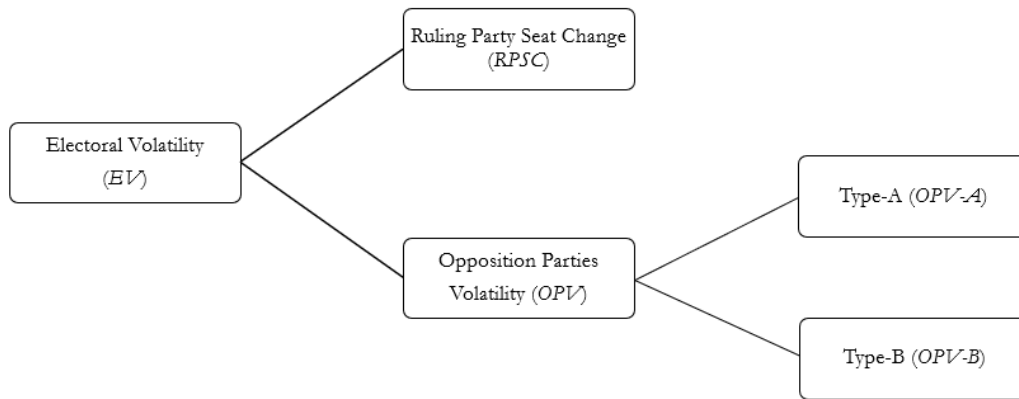 Ruling Party Seat Change
(RPSC)
Electoral Volatility
(EV)
Type-A (OPV-A)
Opposition Parties
Volatility (OPV)
Type-B (OPV-B)